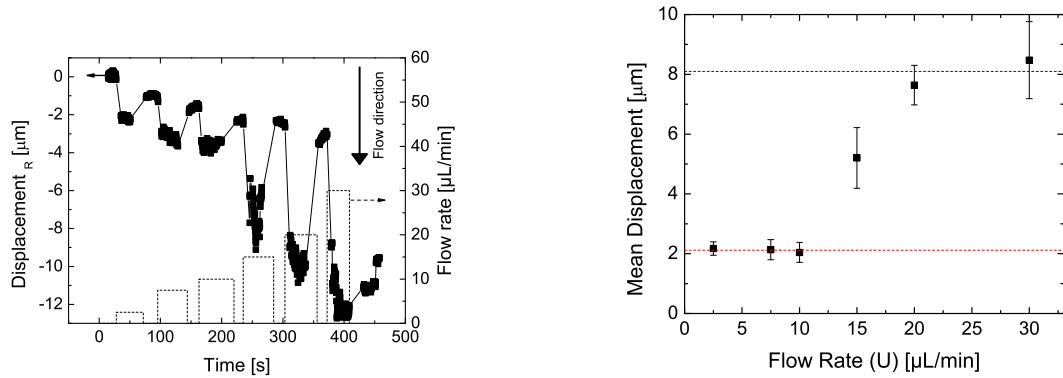 0
-2
-4
-6
-8
-10
-12
Displacement R [µm]
0 100 200 300 400 500
Time [s]
60
50
40
30
20
10
0
Flow rate [µL/min]
Flow direction
10
8
6
4
2
0
Mean Displacement [µm]
0 5 10 15 20 25 30
Flow Rate (U) [µL/min]